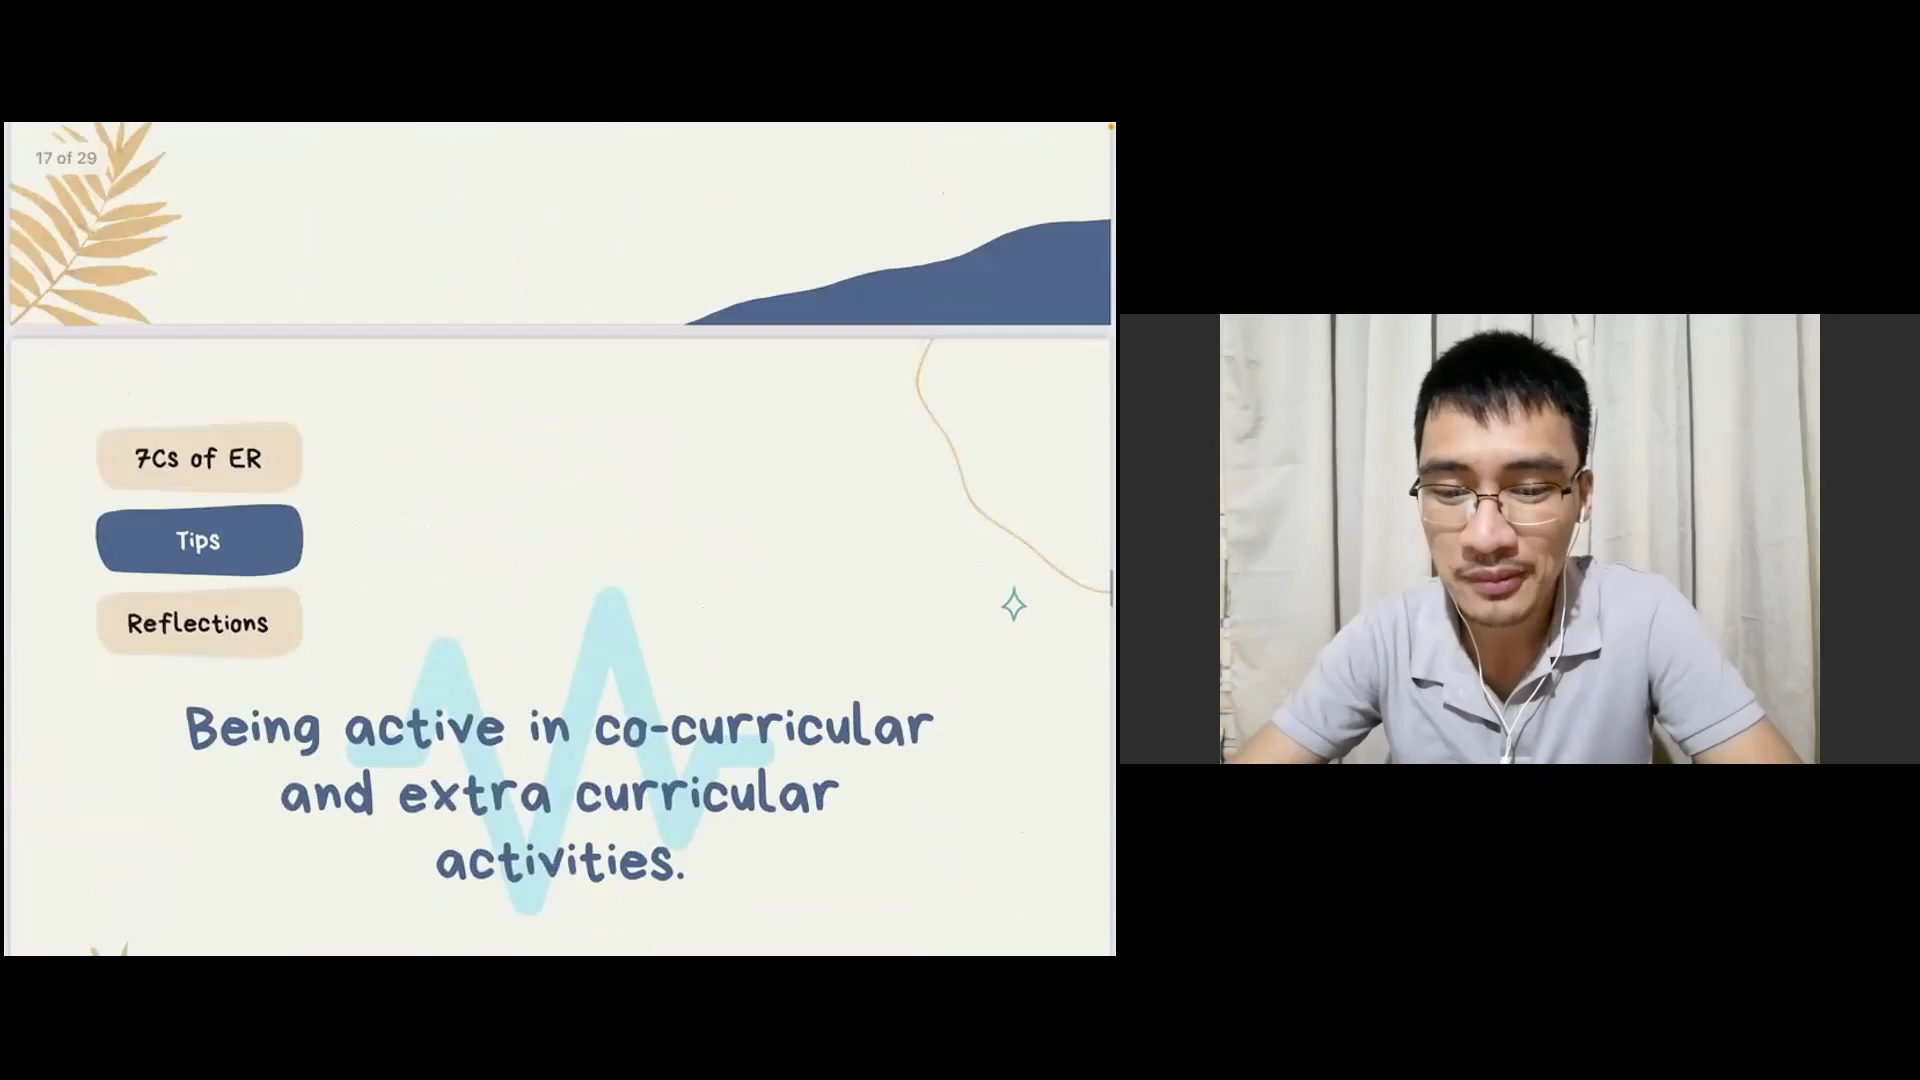 17 of 29
7Cs of ER
Tips
Reflections
Being active in co-curricular
and extra curricular
activities.